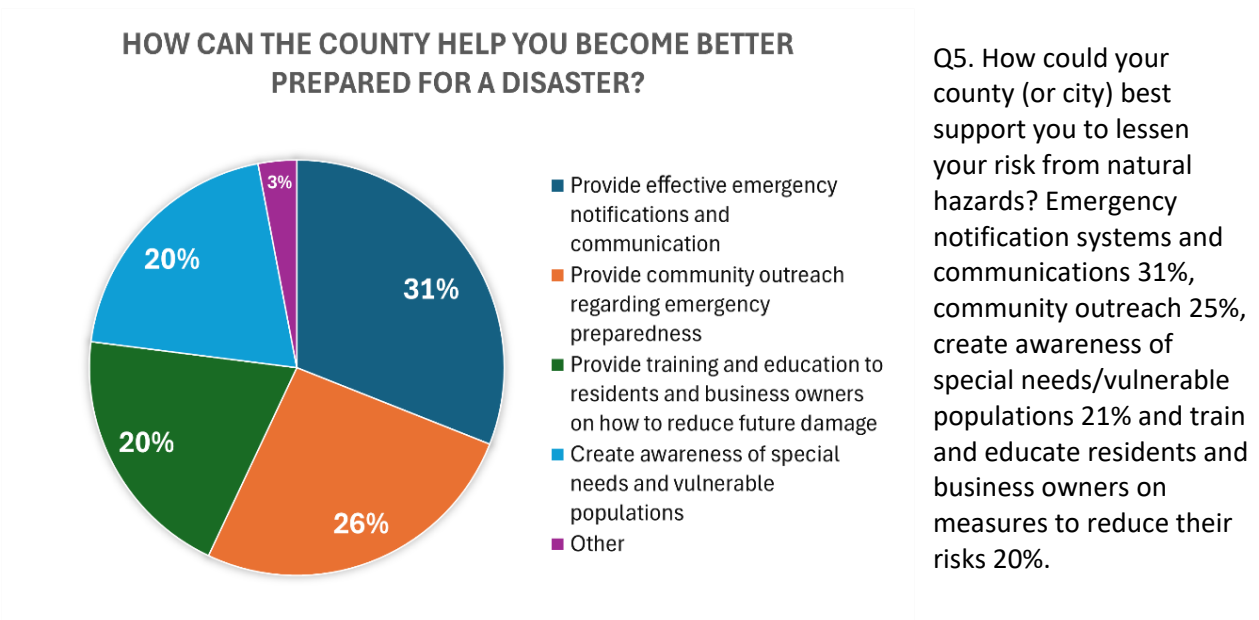 HOW CAN THE COUNTY HELP YOU BECOME BETTER
PREPARED FOR A DISASTER?
3%
20%
31%
20%
26%
Provide effective emergency
notifications and
communication
Provide community outreach
regarding emergency
preparedness
Provide training and education to
residents and business owners
on how to reduce future damage
Create awareness of special
needs and vulnerable
populations
Other
Q5. How could your
county (or city) best
support you to lessen
your risk from natural
hazards? Emergency
notification systems and
communications 31%,
community outreach 25%,
create awareness of
special needs/vulnerable
populations 21% and train
and educate residents and
business owners on
measures to reduce their
risks 20%.